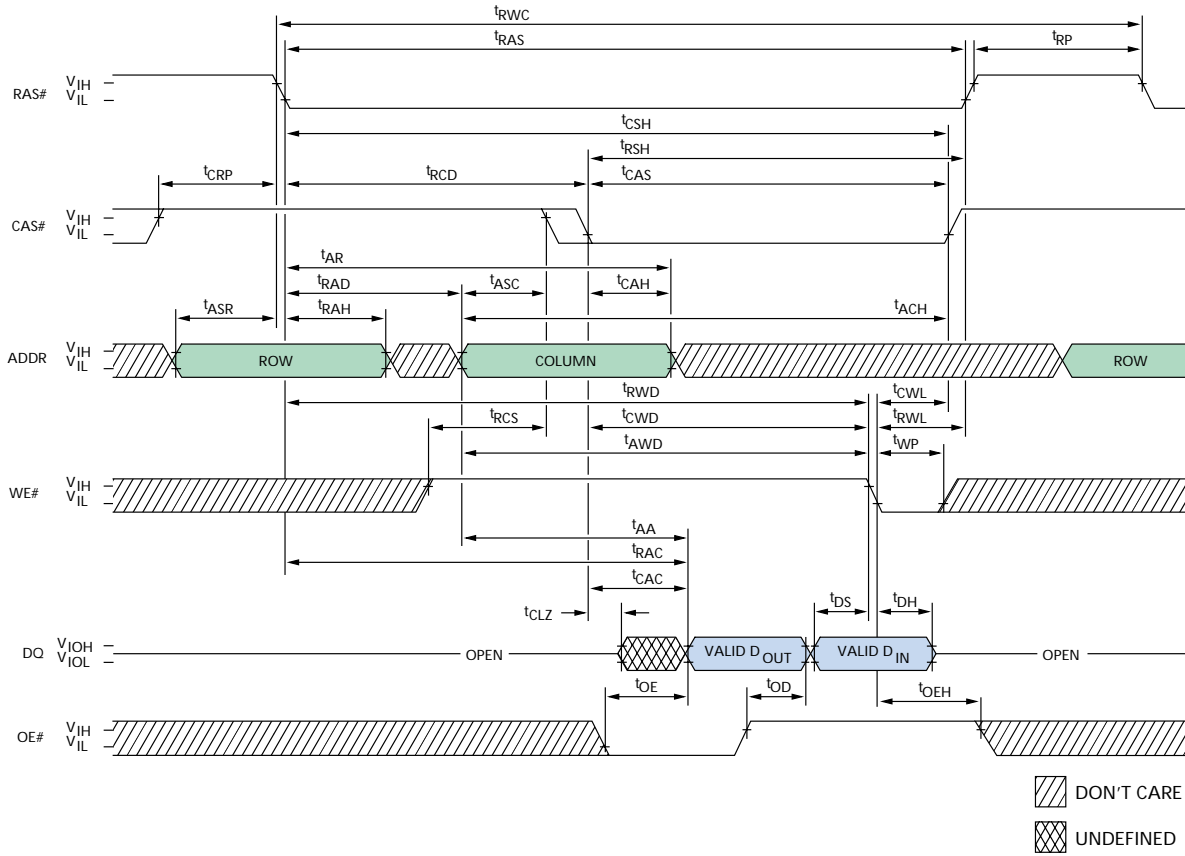 tRWC
tRAS
tRP
RAS#
VIH
VIL
tCSH
tRSH
tCRP
tRCD
tCAS
CAS#
VIH
VIL
tAR
tRAD
tASC
tCAH
tASR
tRAH
tACH
ADDR
VIH
VIL
ROW
COLUMN
ROW
tRWD
tCWL
tRCS
tCWD
tRWL
tAWD
tWP
WE#
VIH
VIL
tAA
tRAC
tCAC
tCLZ
tDS
tDH
DQ
VIOH
VIOL
OPEN
VALID DOUT
VALID DIN
OPEN
tOE
tOD
tOEH
OE#
VIH
VIL
DON'T CARE
UNDEFINED